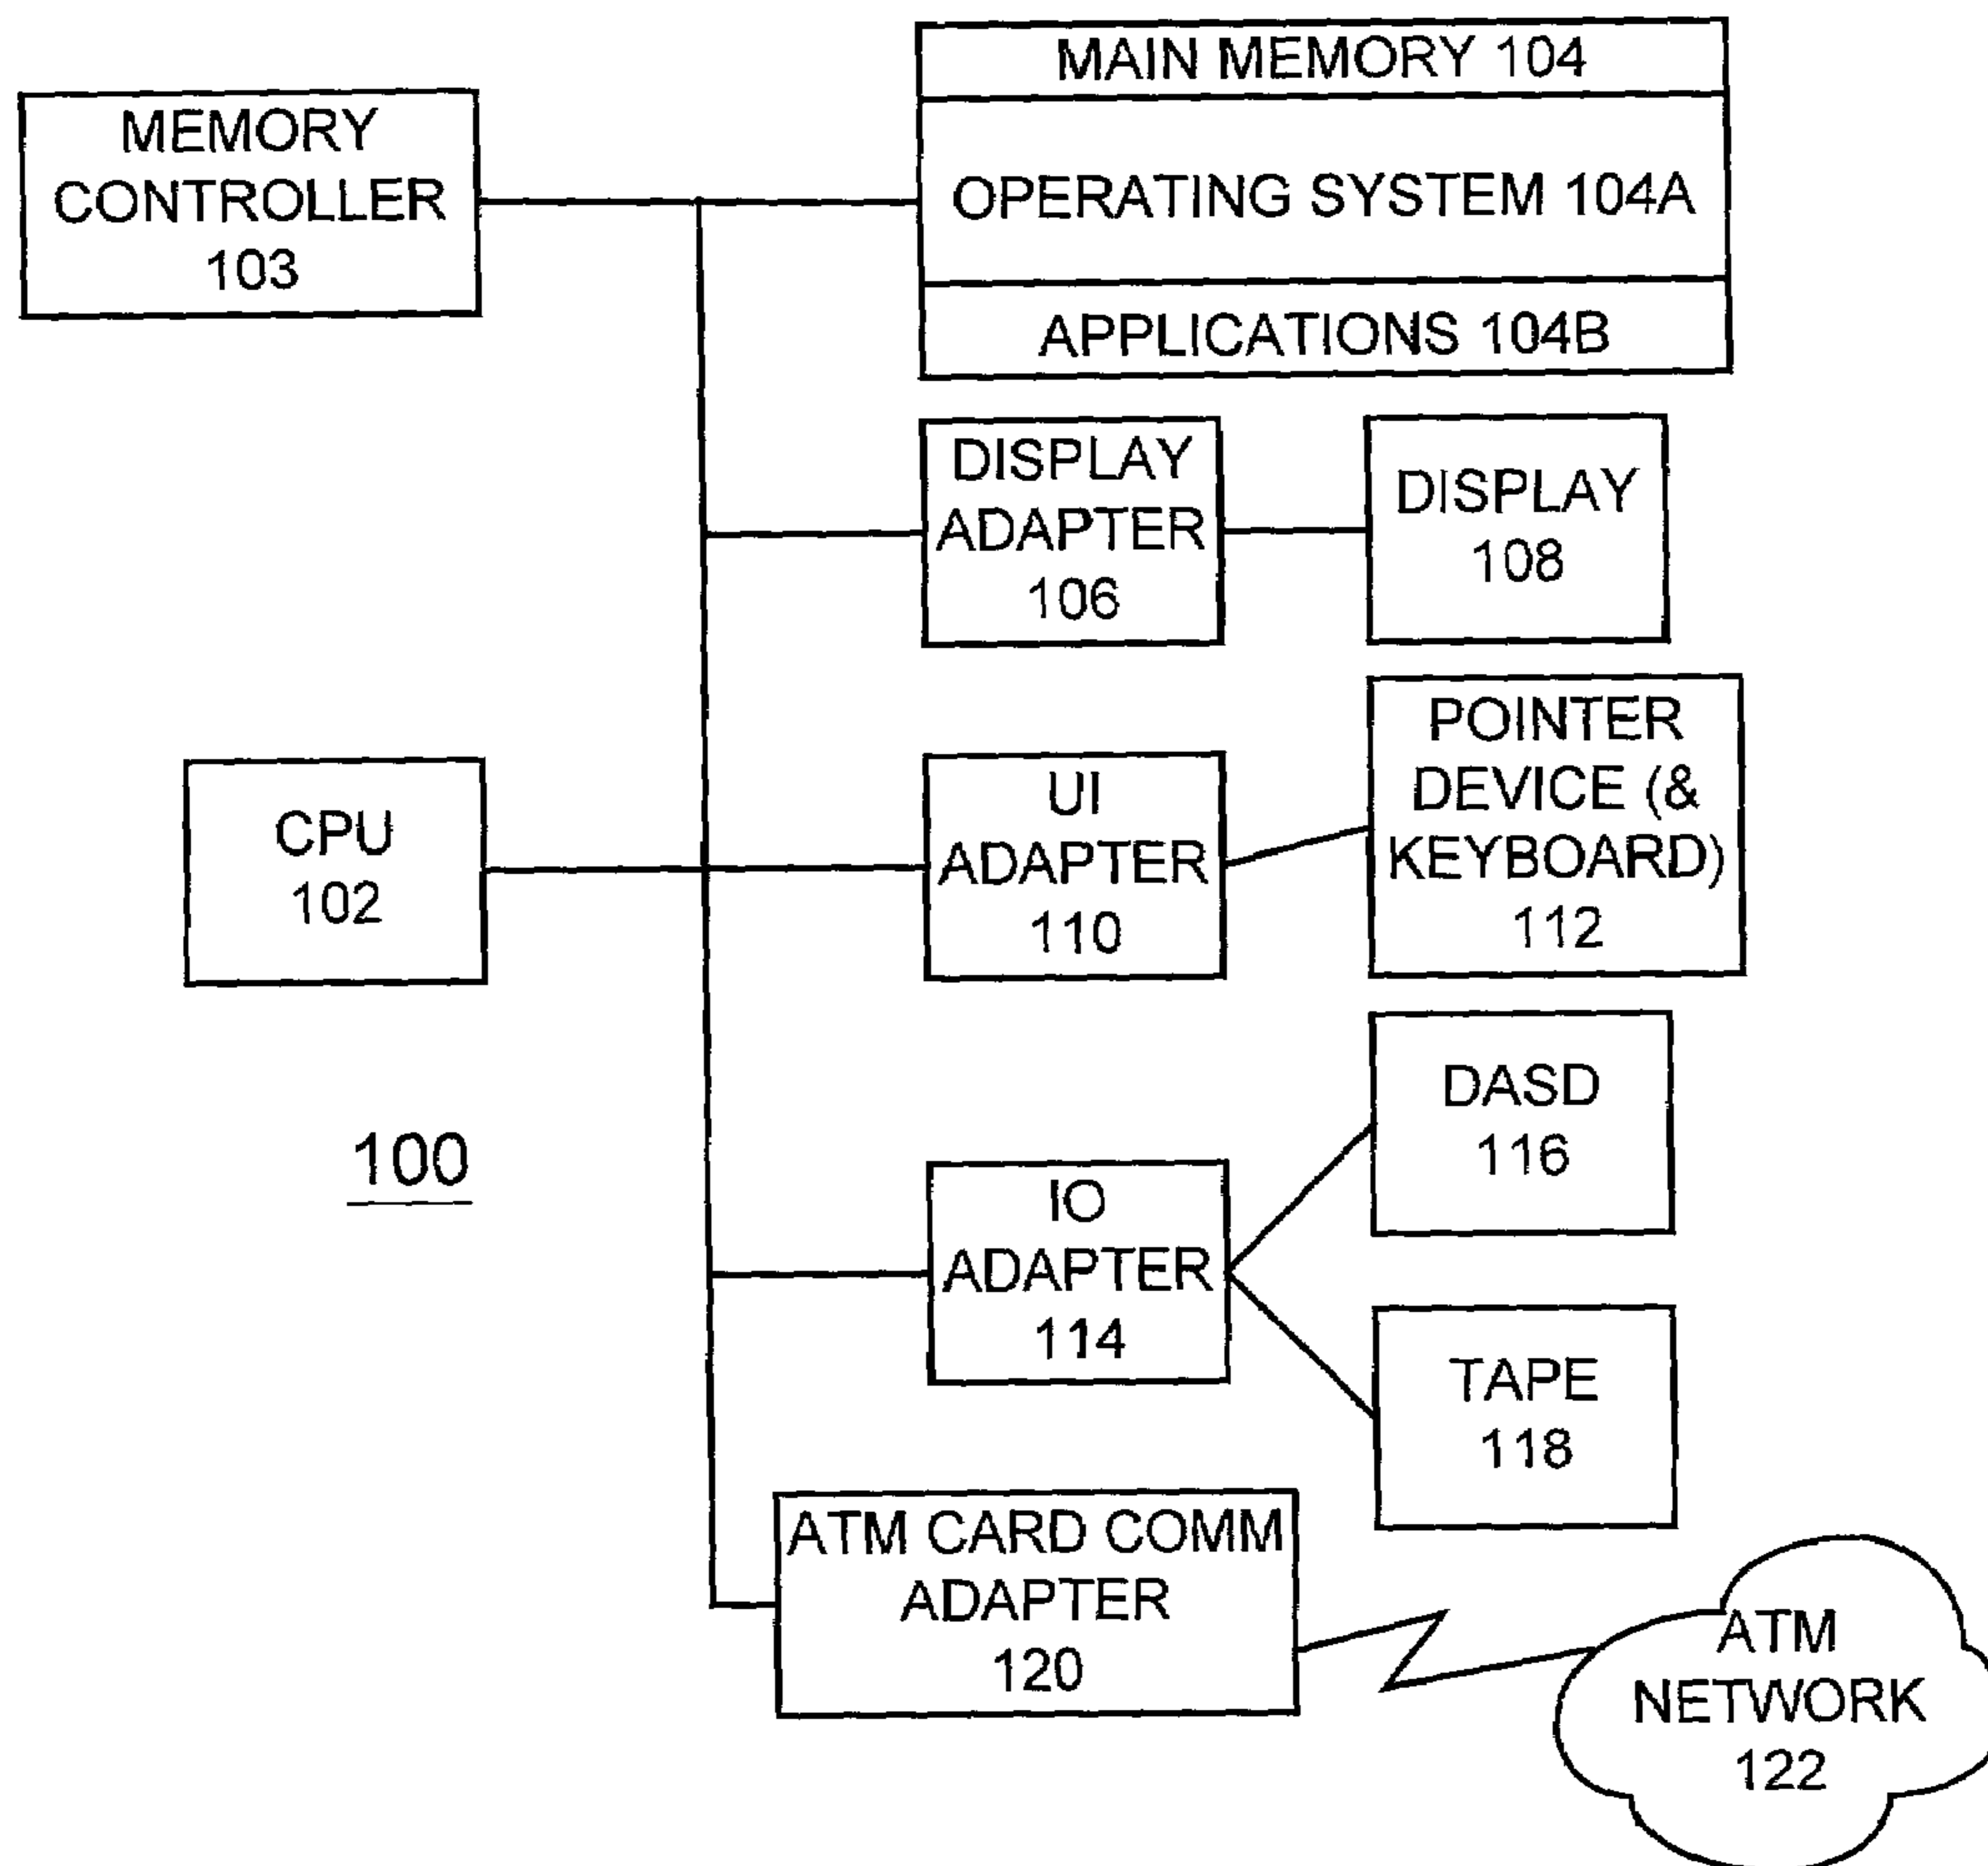 MAIN MEMORY 104
MEMORY
CONTROLLER
103
OPERATING SYSTEM 104A
APPLICATIONS 104B
DISPLAY
ADAPTER
106
DISPLAY
108
POINTER
DEVICE (&
KEYBOARD)
112
UI
ADAPTER
110
CPU
102
DASD
116
100
IO
ADAPTER
114
TAPE
118
ATM CARD COMM
ADAPTER
120
ATM
NETWORK
122